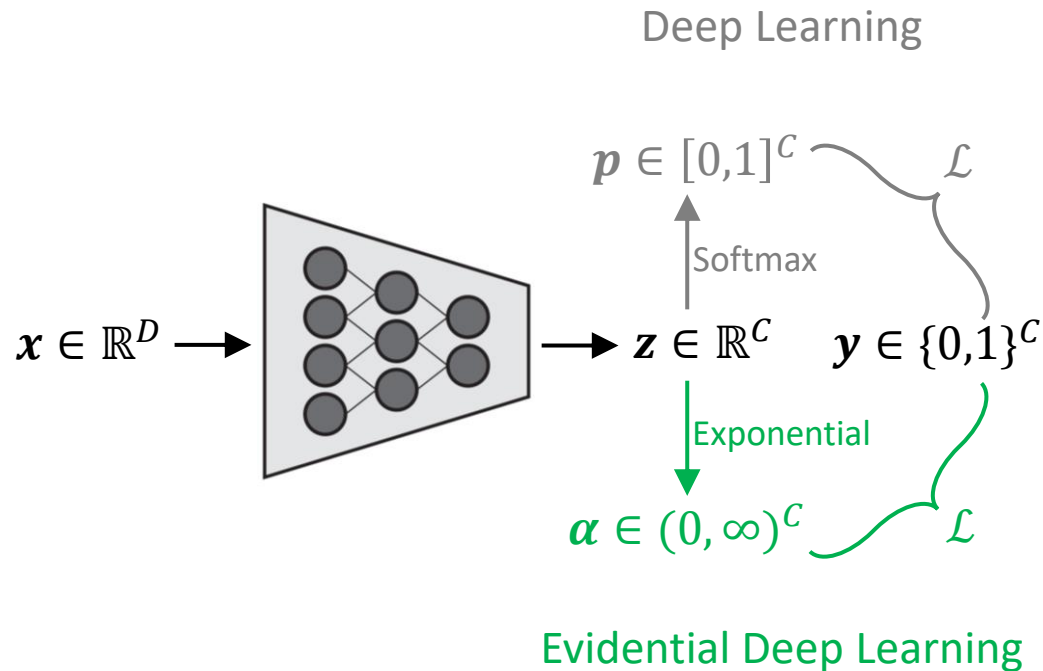 Deep Learning
𝒑 ∈ [0,1]^C
ℒ
Softmax
𝒙 ∈ ℝ^D
𝒛 ∈ ℝ^C
𝒚 ∈ {0,1}^C
Exponential
𝜶 ∈ (0, ∞)^C
ℒ
Evidential Deep Learning